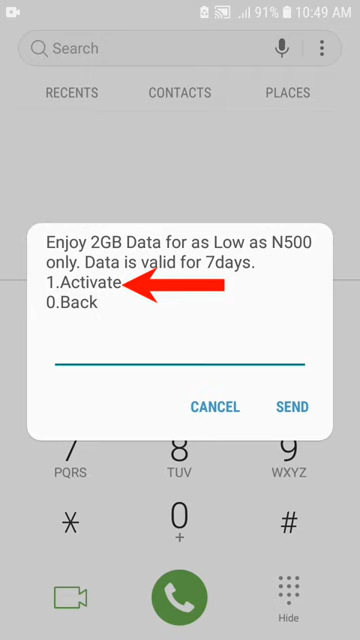 91% 10:49 AM
Search
RECENTS CONTACTS PLACES
Enjoy 2GB Data for as Low as N500
only. Data is valid for 7days.
1.Activate
0.Back
CANCEL SEND
7 8 9
PQRS TUV WXYZ
* 0 #
+
Hide